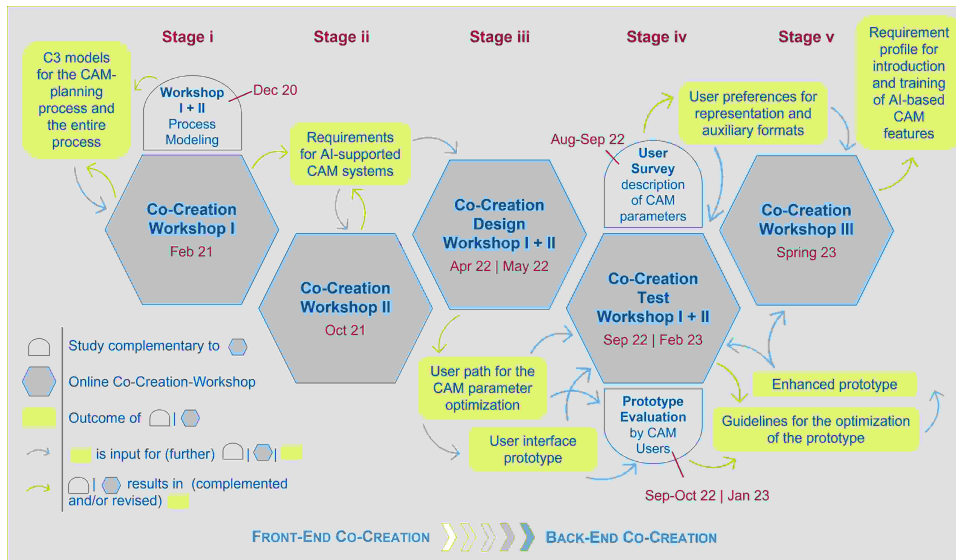 Stage i
Stage ii
Stage iii
Stage iv
Stage v
C3 models
for the CAM-
planning
process and
the entire
process
Workshop
I + II
Process
Modeling
Dec 20
Co-Creation
Workshop I
Feb 21
Requirements
for AI-supported
CAM systems
Co-Creation
Workshop II
Oct 21
Co-Creation
Design
Workshop I + II
Apr 22 | May 22
User path for the
CAM parameter
optimization
User interface
prototype
Aug-Sep 22
User
Survey
description
of CAM
parameters
User preferences for
representation and
auxiliary formats
Co-Creation
Test
Workshop I + II
Sep 22 | Feb 23
Prototype
Evaluation
by CAM
Users
Sep-Oct 22 | Jan 23
Requirement
profile for
introduction
and training
of AI-based
CAM
features
Co-Creation
Workshop III
Spring 23
Enhanced prototype
Guidelines for the optimization
of the prototype
Study complementary to
Online Co-Creation-Workshop
Outcome of |
is input for (further) | |
| results in (complemented
and/or revised)
FRONT-END CO-CREATION
BACK-END CO-CREATION